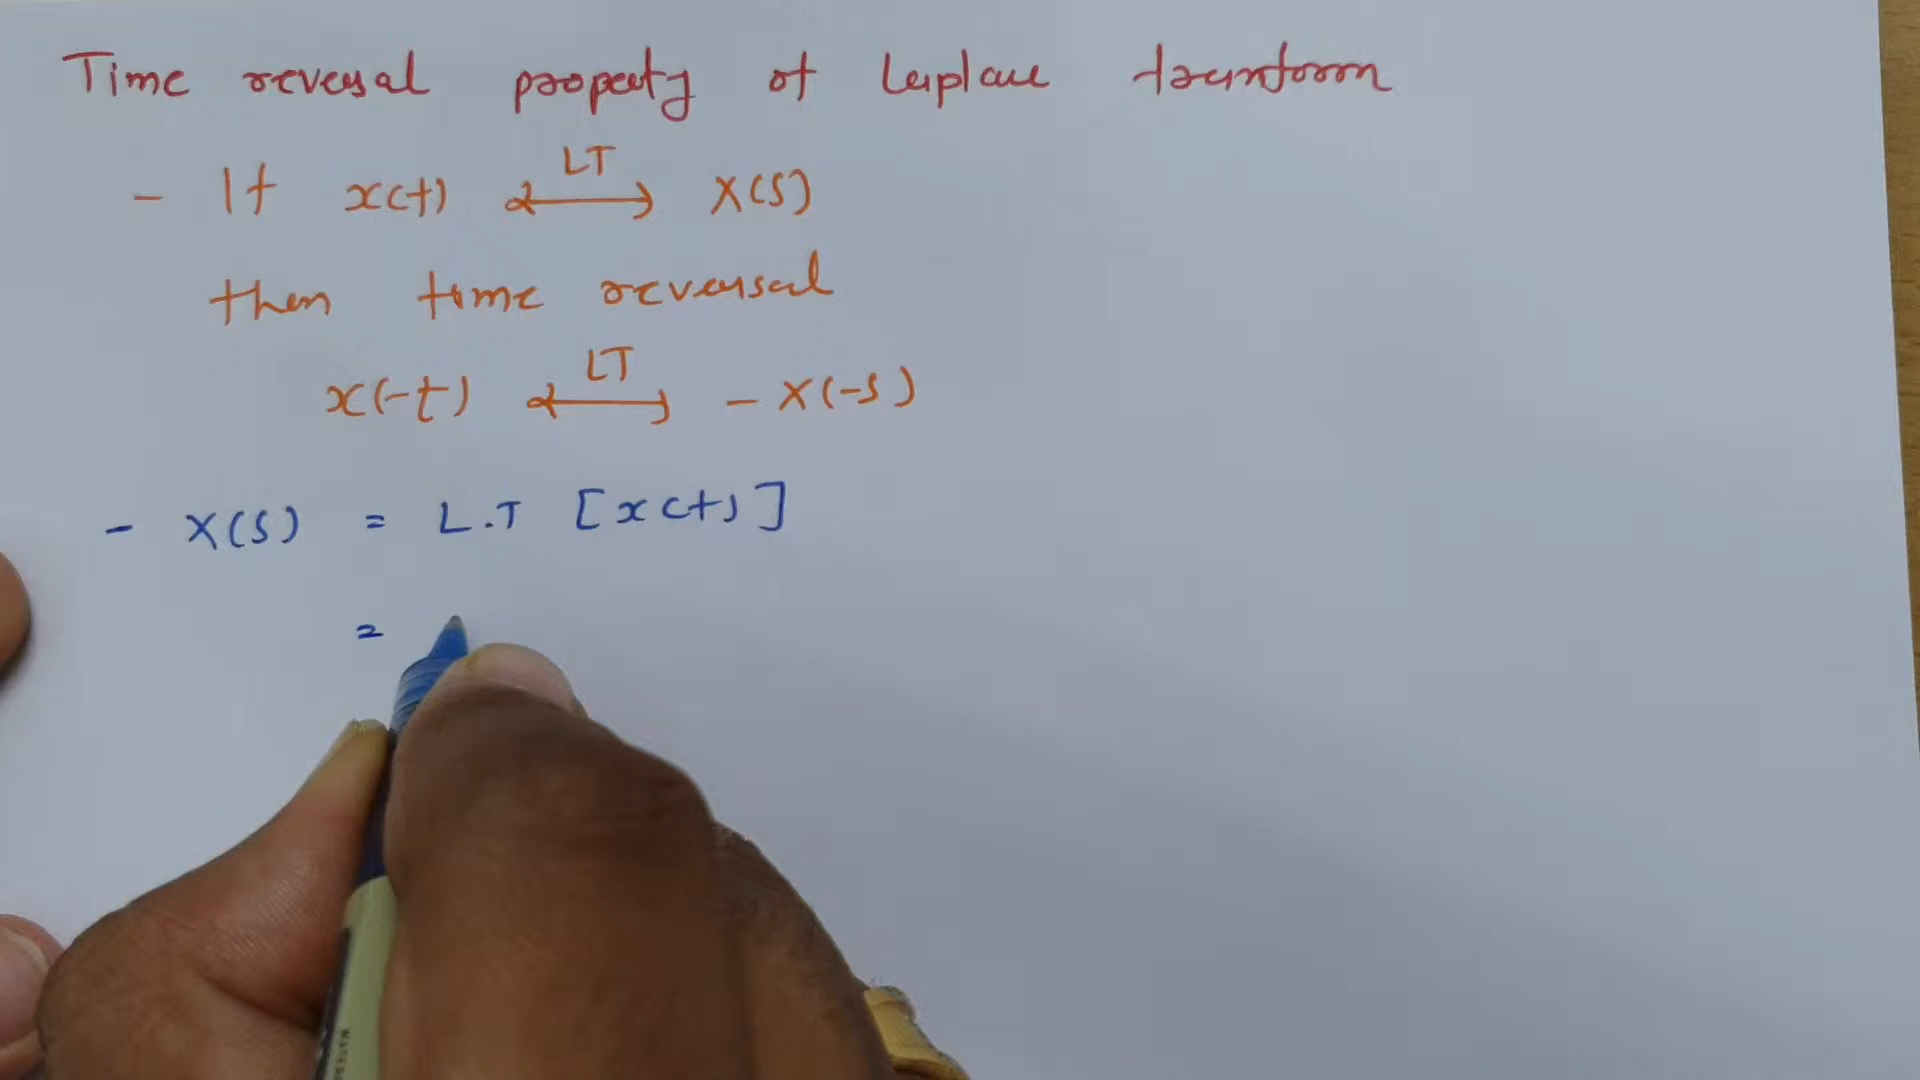 Time reversal property of Laplace transform
- If x(t) LT ↔ X(s)
then time reversal
x(-t) LT ↔ - X(-s)
- X(s) = L.T [x(t)]
=